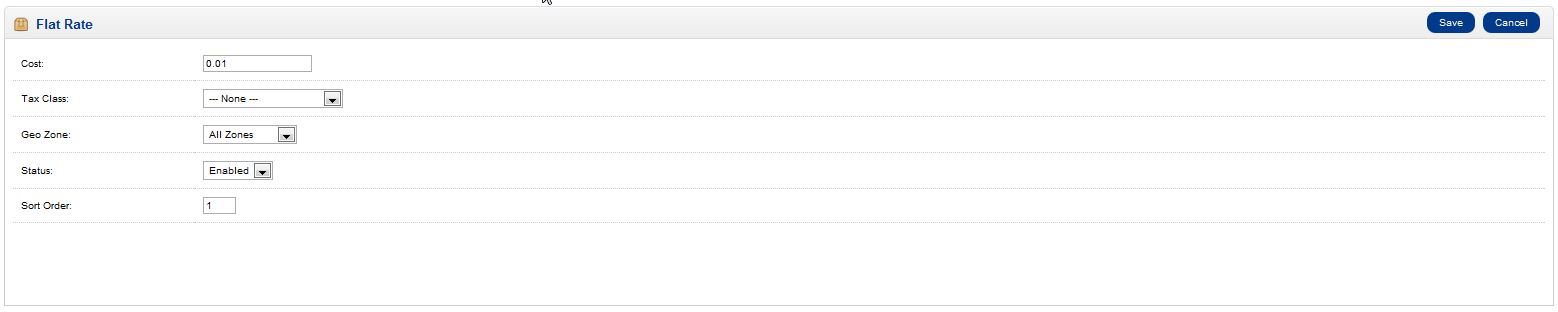 Flat Rate Save Cancel
Cost: 0.01
Tax Class: --- None ---
Geo Zone: All Zones
Status: Enabled
Sort Order: 1